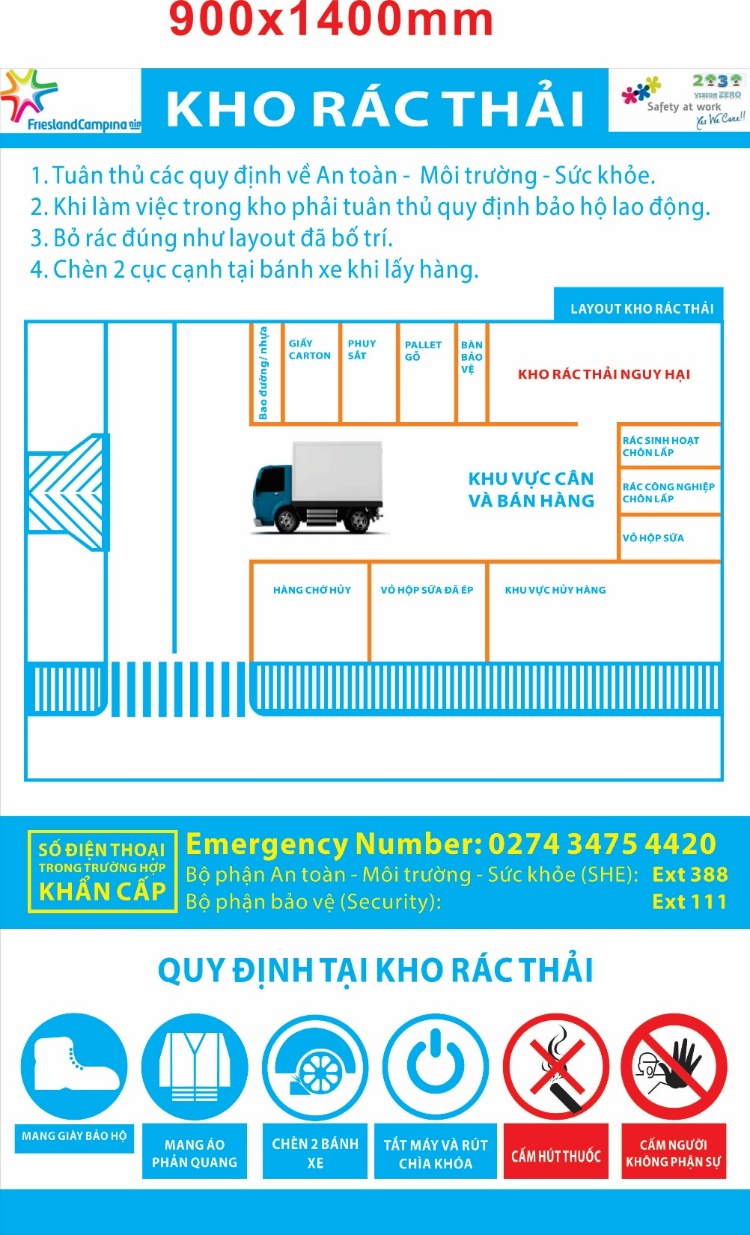 900x1400mm
FrieslandCampina
KHO RÁC THẢI
2030
VISION ZERO
Safety at work
Yes We Care!!
1. Tuân thủ các quy định về An toàn - Môi trường - Sức khỏe.
2. Khi làm việc trong kho phải tuân thủ quy định bảo hộ lao động.
3. Bỏ rác đúng như layout đã bố trí.
4. Chèn 2 cục cạnh tại bánh xe khi lấy hàng.
LAYOUT KHO RÁC THẢI
Bao đường/ nhựa
GIẤY
CARTON
PHUY
SẮT
PALLET
GỖ
BÀN
BẢO
VỆ
KHO RÁC THẢI NGUY HẠI
RÁC SINH HOẠT
CHÔN LẤP
KHU VỰC CÂN
VÀ BÁN HÀNG
RÁC CÔNG NGHIỆP
CHÔN LẤP
VỎ HỘP SỮA
HÀNG CHỜ HỦY
VỎ HỘP SỮA ĐÃ ÉP
KHU VỰC HỦY HÀNG
SỐ ĐIỆN THOẠI
TRONG TRƯỜNG HỢP
KHẨN CẤP
Emergency Number: 0274 3475 4420
Bộ phận An toàn - Môi trường - Sức khỏe (SHE): Ext 388
Bộ phận bảo vệ (Security): Ext 111
QUY ĐỊNH TẠI KHO RÁC THẢI
MANG GIÀY BẢO HỘ
MANG ÁO
PHẢN QUANG
CHÈN 2 BÁNH
XE
TẮT MÁY VÀ RÚT
CHÌA KHÓA
CẤM HÚT THUỐC
CẤM NGƯỜI
KHÔNG PHẬN SỰ